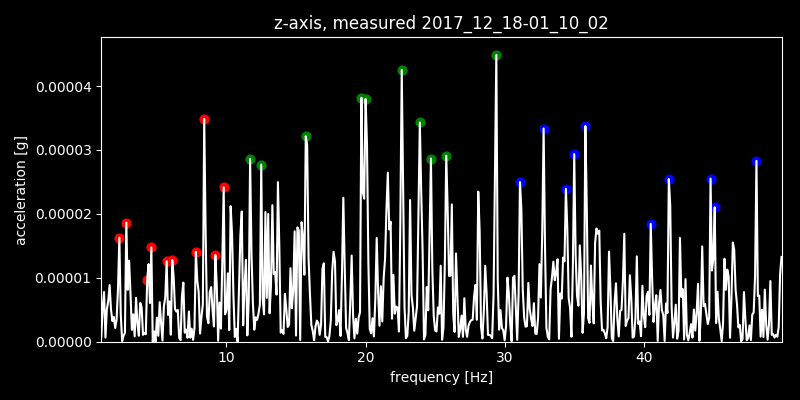 z-axis, measured 2017_12_18-01_10_02
acceleration [g]
0.00004
0.00003
0.00002
0.00001
0.00000
10 20 30 40
frequency [Hz]